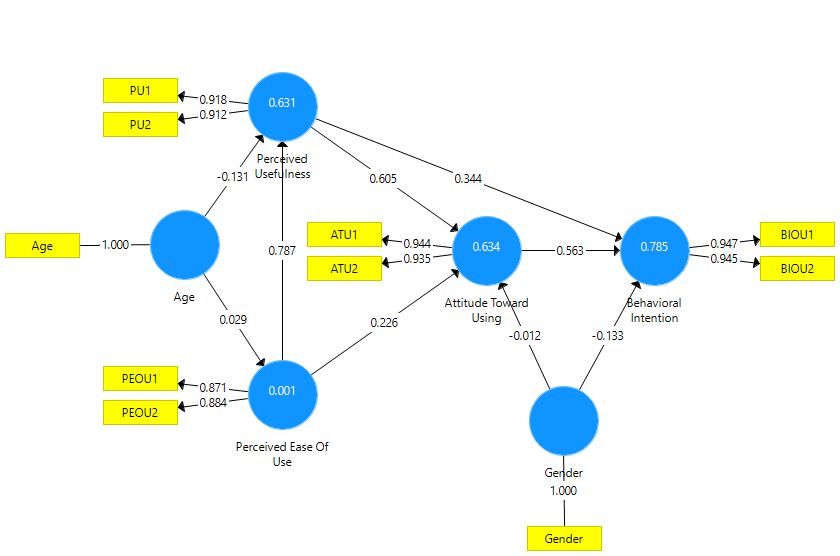 PU1
0.918
0.631
PU2
0.912
Perceived
Usefulness
-0.131
0.605
0.344
Age
1.000
Age
0.787
ATU1
0.944
ATU2
0.935
0.634
Attitude Toward
Using
0.563
0.785
Behavioral
Intention
0.947
BIOU1
0.945
BIOU2
0.029
0.226
-0.012
-0.133
PEOU1
0.871
PEOU2
0.884
0.001
Perceived Ease Of
Use
Gender
1.000
Gender